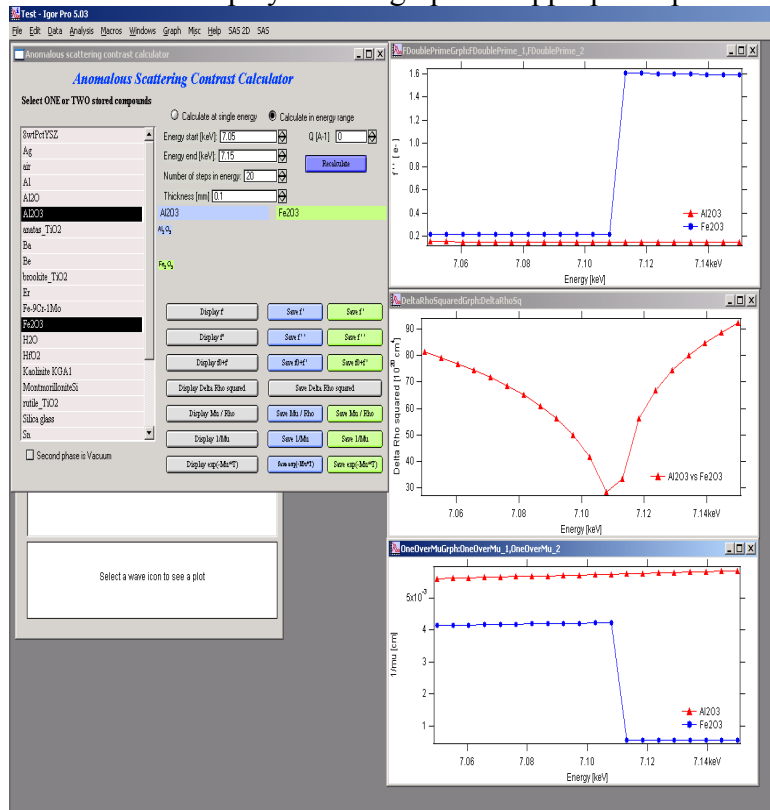 Test - Igor Pro 5.03
File Edit Data Analysis Macros Windows Graph Misc Help SAS 2D SAS
Anomalous scattering contrast calculator
Anomalous Scattering Contrast Calculator
Select ONE or TWO stored compounds
Calculate at single energy Calculate in energy range
8wtPctYSZ
Ag
air
Al
Al2O
Al2O3
anatas_TiO2
Ba
Be
brookite_TiO2
Er
Fe-9Cr-1Mo
Fe2O3
H2O
HfO2
Kaolinite KGA1
MontmorilloniteSi
rutile_TiO2
Silica glass
Sn
Second phase is Vacuum
Energy start [keV]: 7.05 Q [A-1] 0
Energy end [keV]: 7.15 Recalculate
Number of steps in energy: 20
Thickness [mm] 0.1
Al2O3 Fe2O3
Al2 O3
Fe2 O3
Display f' Save f' Save f'
Display f'' Save f'' Save f''
Display f0+f' Save f0+f' Save f0+f'
Display Delta Rho squared Save Delta Rho squared
Display Mu / Rho Save Mu / Rho Save Mu / Rho
Display 1/Mu Save 1/Mu Save 1/Mu
Display exp(-Mu*T) Save exp(-Mu*T) Save exp(-Mu*T)
Select a wave icon to see a plot
FDoublePrimeGrph:FDoublePrime_1,FDoublePrime_2
f'' [ e- ]
1.6
1.4
1.2
1.0
0.8
0.6
0.4
0.2
Al2O3
Fe2O3
7.06 7.08 7.10 7.12 7.14keV
Energy [keV]
DeltaRhoSquaredGrph:DeltaRhoSq
Delta Rho squared [10^20 cm^-4]
90
80
70
60
50
40
30
Al2O3 vs Fe2O3
7.06 7.08 7.10 7.12 7.14keV
Energy [keV]
OneOverMuGrph:OneOverMu_1,OneOverMu_2
1/mu [cm]
5x10^-3
4
3
2
1
Al2O3
Fe2O3
7.06 7.08 7.10 7.12 7.14keV
Energy [keV]